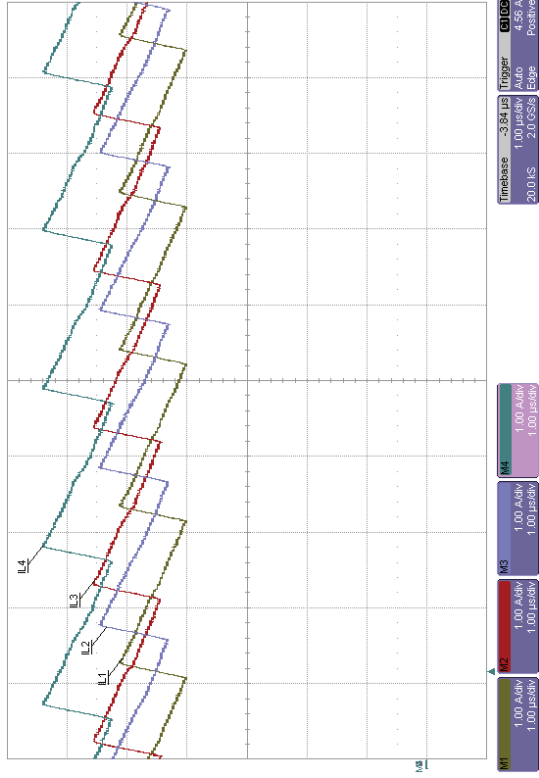 IL4
IL3
IL2
IL1
M1
1.00 A/div
1.00 µs/div
M2
1.00 A/div
1.00 µs/div
M3
1.00 A/div
1.00 µs/div
M4
1.00 A/div
1.00 µs/div
Timebase -3.84 µs
1.00 µs/div
20.0 kS 2.0 GS/s
Trigger C1 DC
Auto 4.56 A
Edge Positive